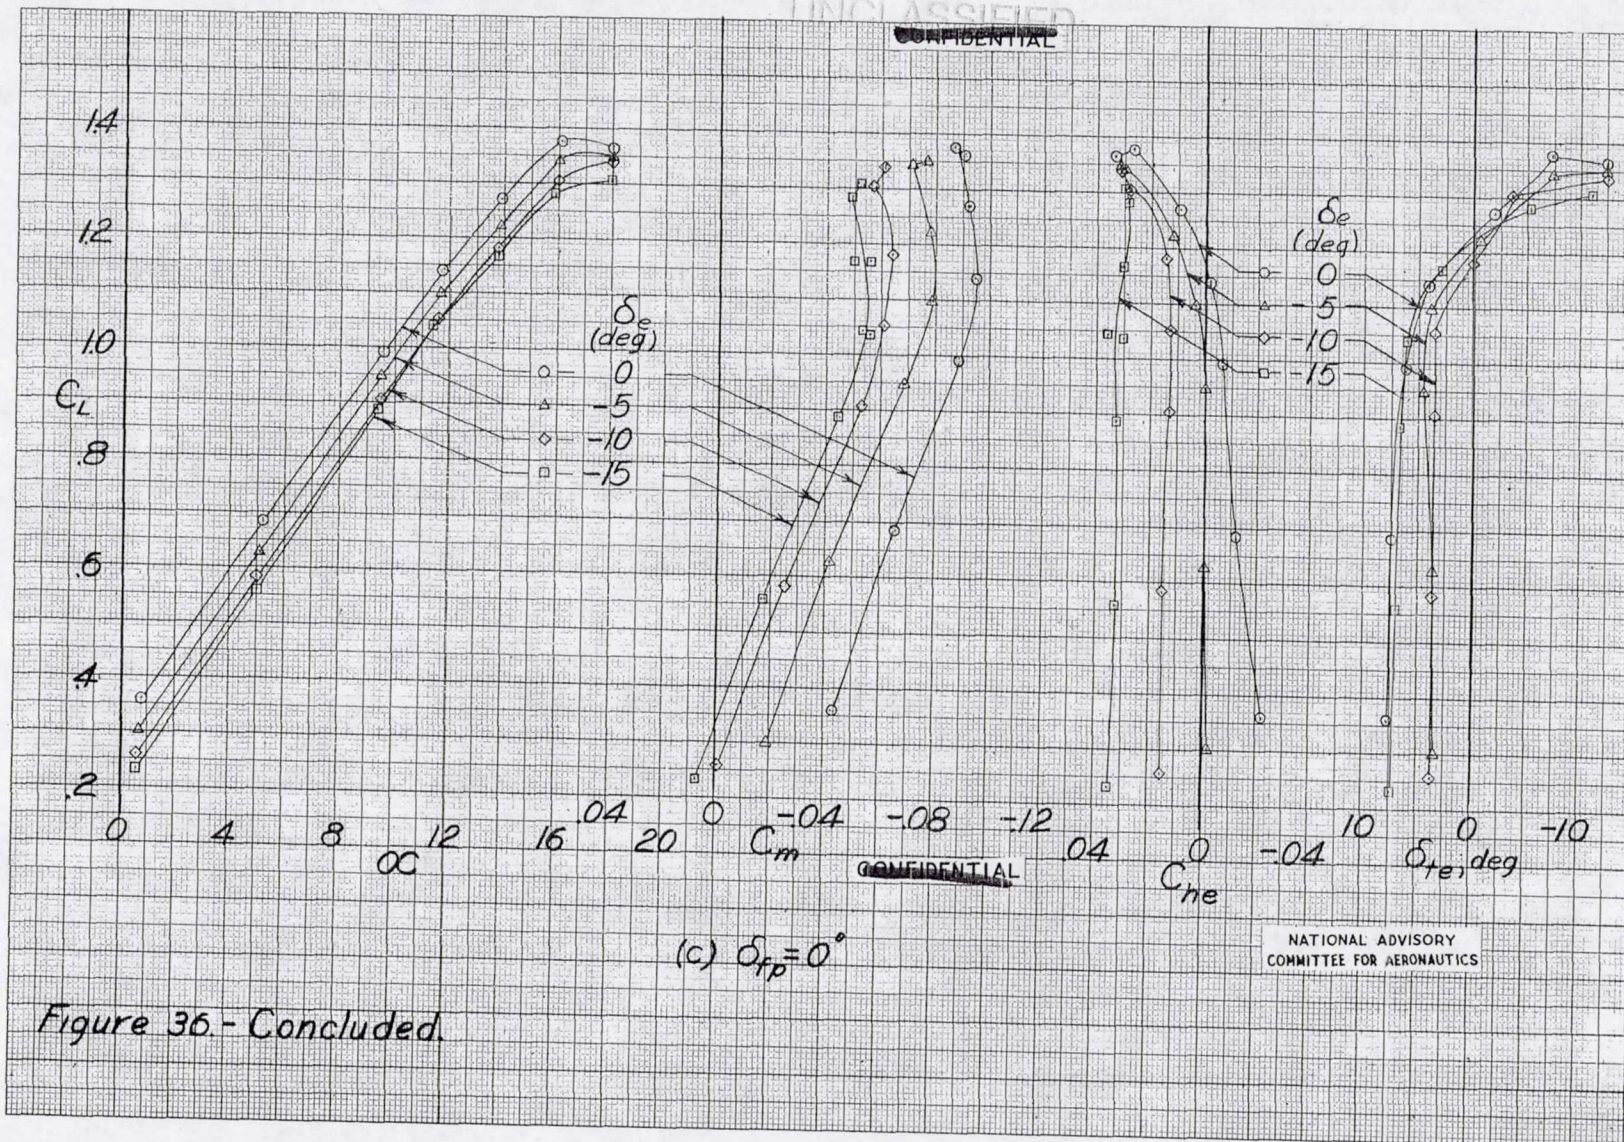 UNCLASSIFIED
CONFIDENTIAL
1.4
1.2
1.0
.8
.6
.4
.2
C_L
δe
(deg)
0
-5
-10
-15
δe
(deg)
0
-5
-10
-15
0 4 8 12 16 20
α
.04 0 -.04 -.08 -.12
Cm
.04 0 -.04
Che
10 0 -10
δte, deg
CONFIDENTIAL
(c) δfp=0°
NATIONAL ADVISORY
COMMITTEE FOR AERONAUTICS
Figure 36.- Concluded.